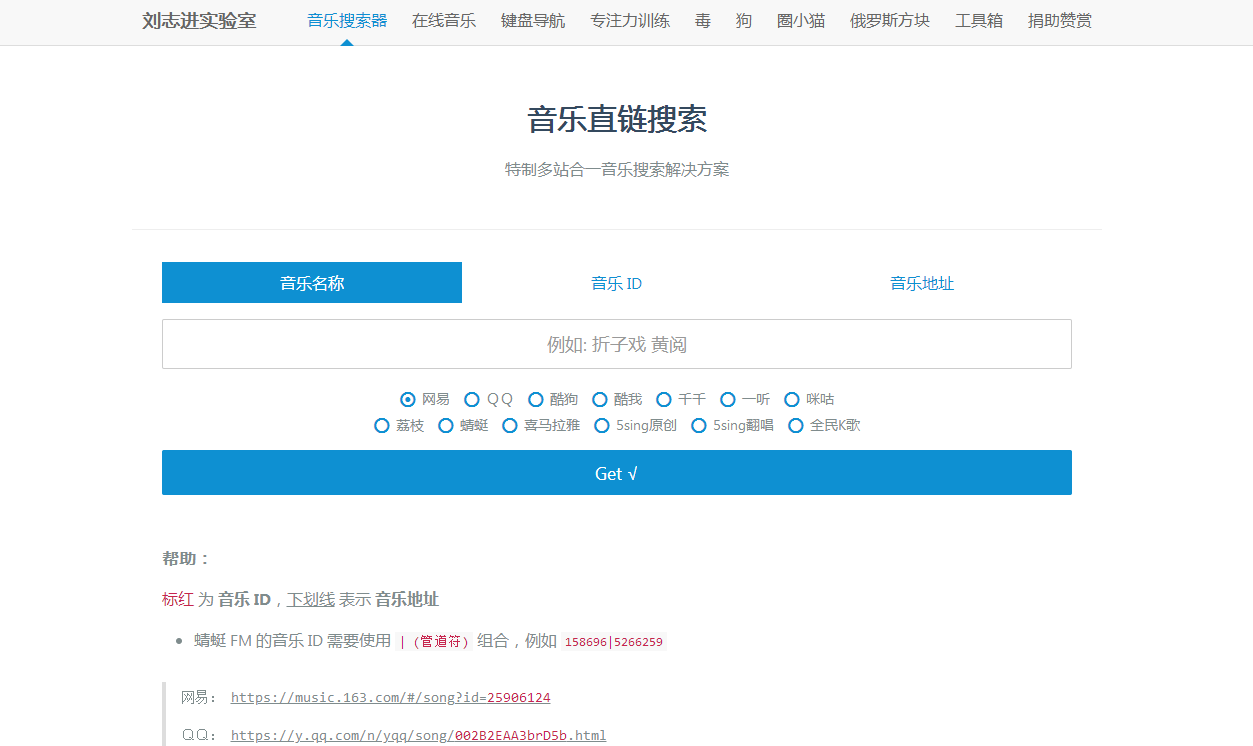 刘志进实验室 音乐搜索器 在线音乐 键盘导航 专注力训练 毒 狗 圈小猫 俄罗斯方块 工具箱 捐助赞赏
音乐直链搜索
特制多站合一音乐搜索解决方案
音乐名称 音乐 ID 音乐地址
例如: 折子戏 黄阅
网易 ＱＱ 酷狗 酷我 千千 一听 咪咕
荔枝 蜻蜓 喜马拉雅 5sing原创 5sing翻唱 全民K歌
Get √
帮助：
标红 为 音乐 ID，下划线 表示 音乐地址
蜻蜓 FM 的音乐 ID 需要使用 | (管道符) 组合，例如 158696|5266259
网易： https://music.163.com/#/song?id=25906124
ＱＱ： https://y.qq.com/n/yqq/song/002B2EAA3brD5b.html